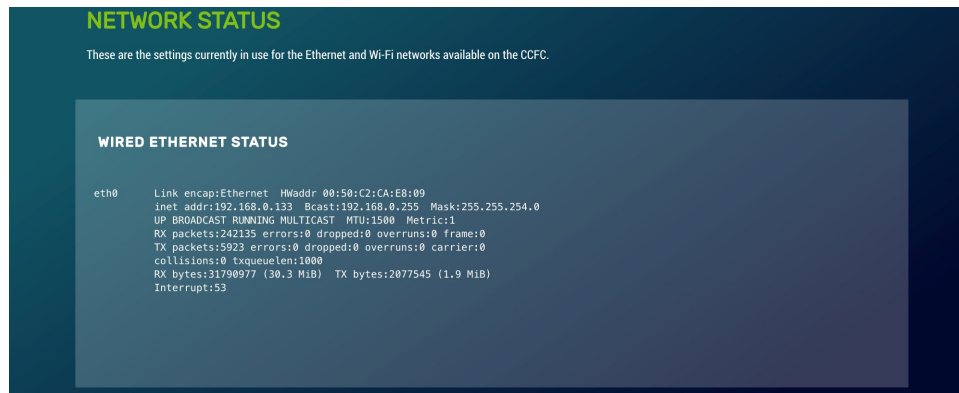 NETWORK STATUS
These are the settings currently in use for the Ethernet and Wi-Fi networks available on the CCFC.
WIRED ETHERNET STATUS
eth0 Link encap:Ethernet HWaddr 00:50:C2:CA:E8:09
inet addr:192.168.0.133 Bcast:192.168.0.255 Mask:255.255.254.0
UP BROADCAST RUNNING MULTICAST MTU:1500 Metric:1
RX packets:242135 errors:0 dropped:0 overruns:0 frame:0
TX packets:5923 errors:0 dropped:0 overruns:0 carrier:0
collisions:0 txqueuelen:1000
RX bytes:31790977 (30.3 MiB) TX bytes:2077545 (1.9 MiB)
Interrupt:53